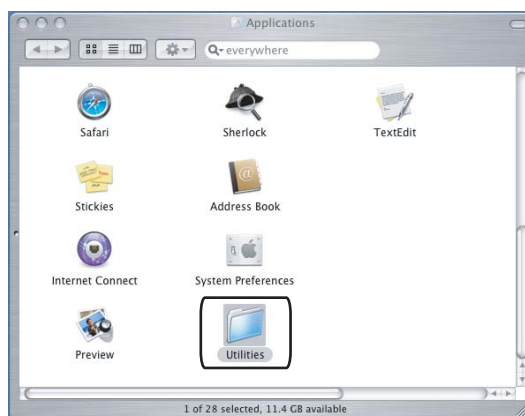 Applications
everywhere
Safari
Sherlock
TextEdit
Stickies
Address Book
Internet Connect
System Preferences
Preview
Utilities
1 of 28 selected, 11.4 GB available